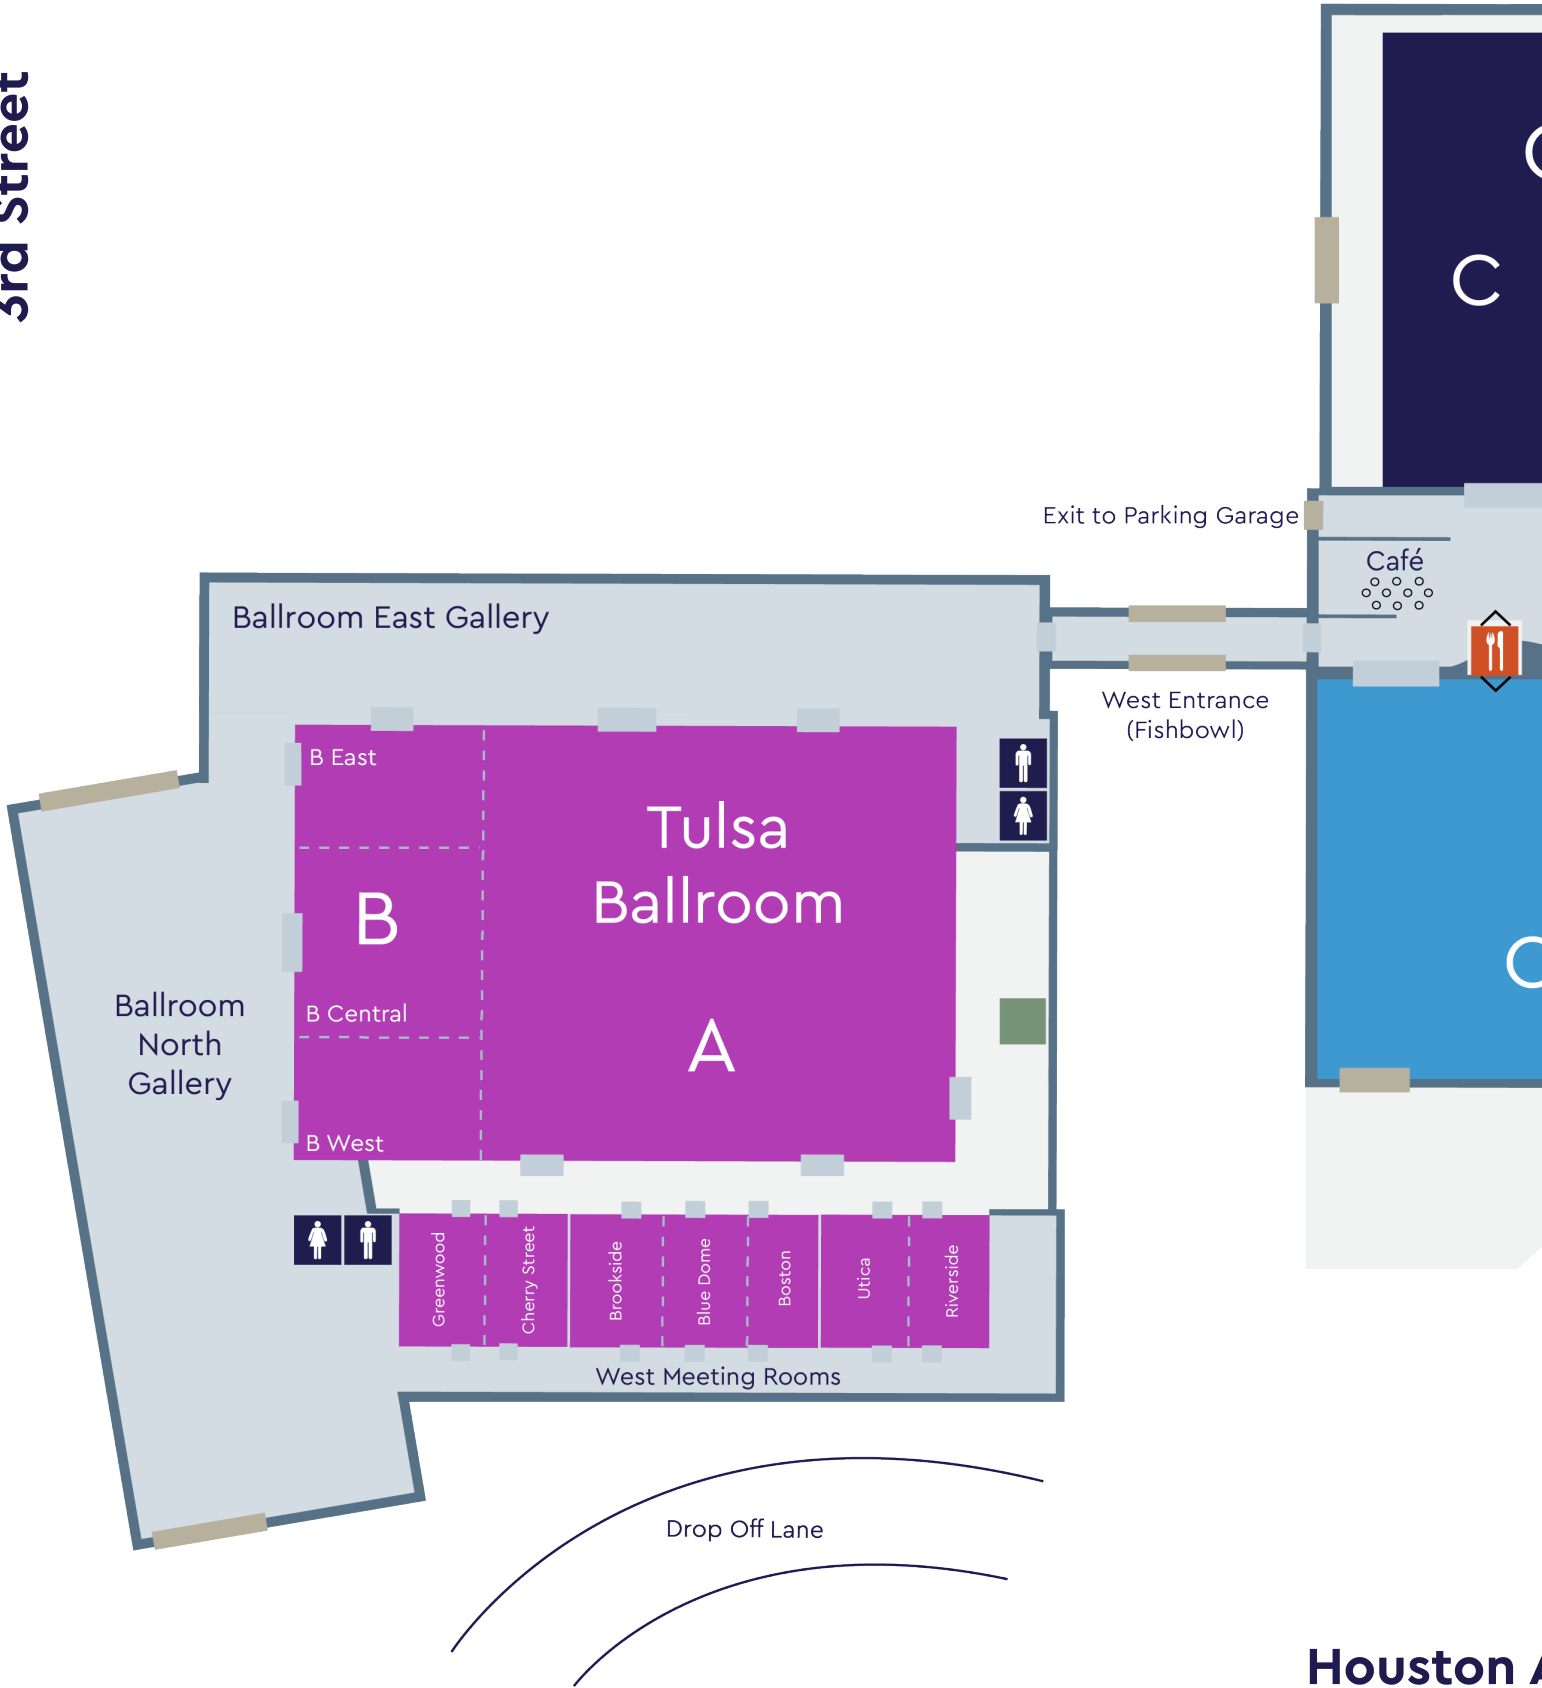 3rd Street
C
Exit to Parking Garage
Café
Ballroom East Gallery
West Entrance
(Fishbowl)
B East
Tulsa
Ballroom
B
Ballroom
North
Gallery
B Central
A
B West
Greenwood
Cherry Street
Brookside
Blue Dome
Boston
Utica
Riverside
West Meeting Rooms
Drop Off Lane
Houston